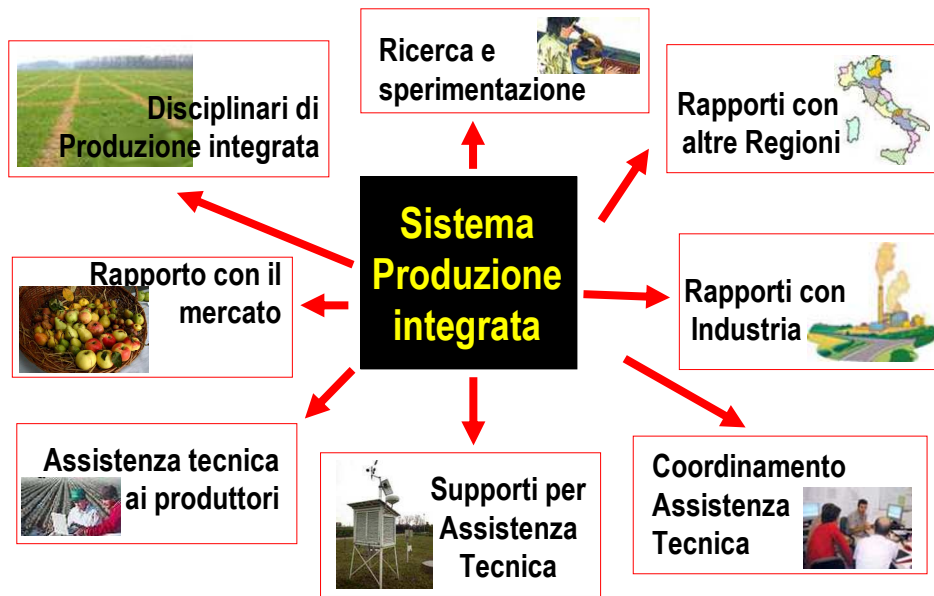 Ricerca e
sperimentazione
Disciplinari di
Produzione integrata
Rapporti con
altre Regioni
Sistema
Produzione
integrata
Rapporto con il
mercato
Rapporti con
Industria
Assistenza tecnica
ai produttori
Supporti per
Assistenza
Tecnica
Coordinamento
Assistenza
Tecnica